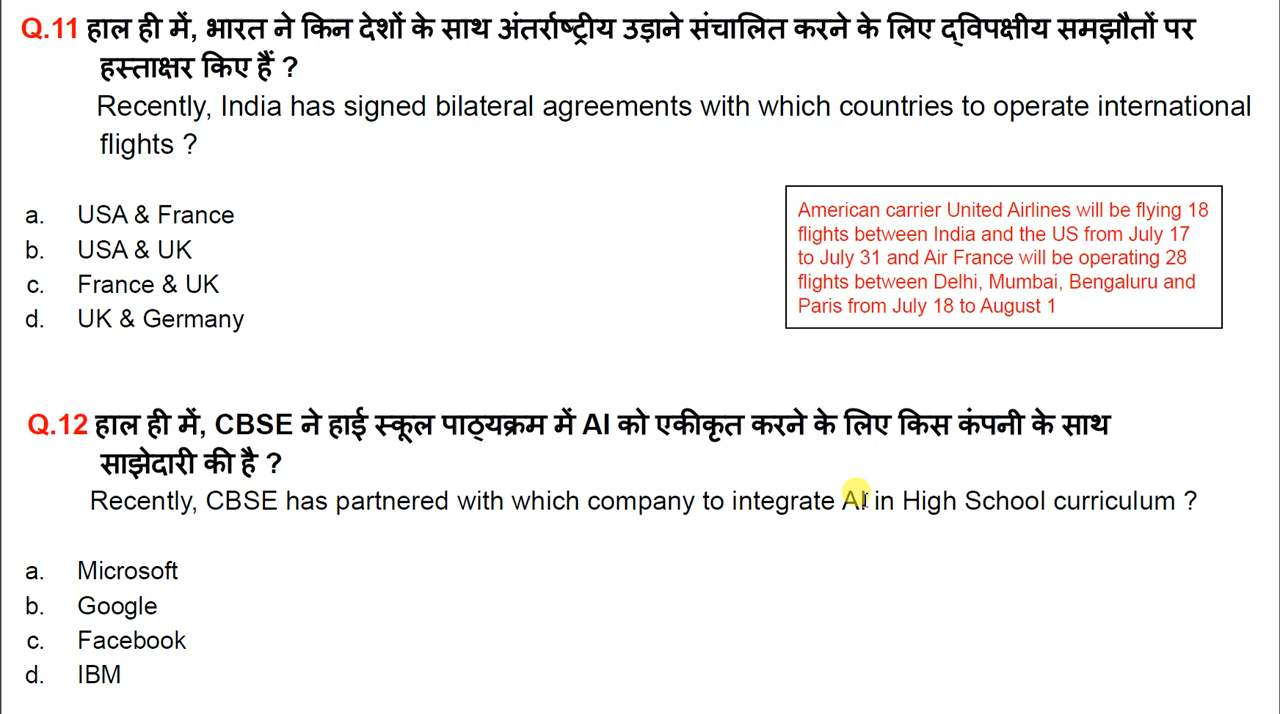 Q.11 हाल ही में, भारत ने किन देशों के साथ अंतर्राष्ट्रीय उड़ाने संचालित करने के लिए द्विपक्षीय समझौतों पर
हस्ताक्षर किए हैं ?
Recently, India has signed bilateral agreements with which countries to operate international
flights ?
a. USA & France
b. USA & UK
c. France & UK
d. UK & Germany
American carrier United Airlines will be flying 18
flights between India and the US from July 17
to July 31 and Air France will be operating 28
flights between Delhi, Mumbai, Bengaluru and
Paris from July 18 to August 1
Q.12 हाल ही में, CBSE ने हाई स्कूल पाठ्यक्रम में AI को एकीकृत करने के लिए किस कंपनी के साथ
साझेदारी की है ?
Recently, CBSE has partnered with which company to integrate AI in High School curriculum ?
a. Microsoft
b. Google
c. Facebook
d. IBM